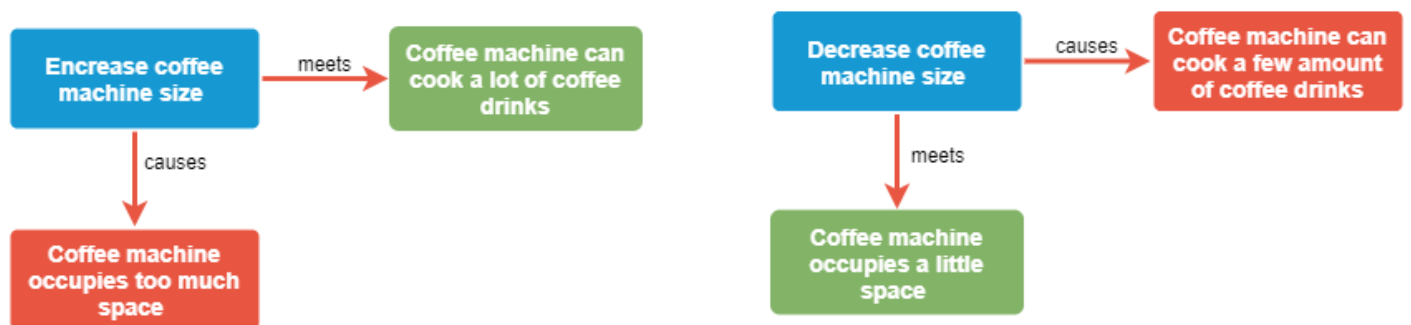 Encrease coffee
machine size
meets
Coffee machine can
cook a lot of coffee
drinks
causes
Coffee machine
occupies too much
space
Decrease coffee
machine size
causes
Coffee machine can
cook a few amount
of coffee drinks
meets
Coffee machine
occupies a little
space